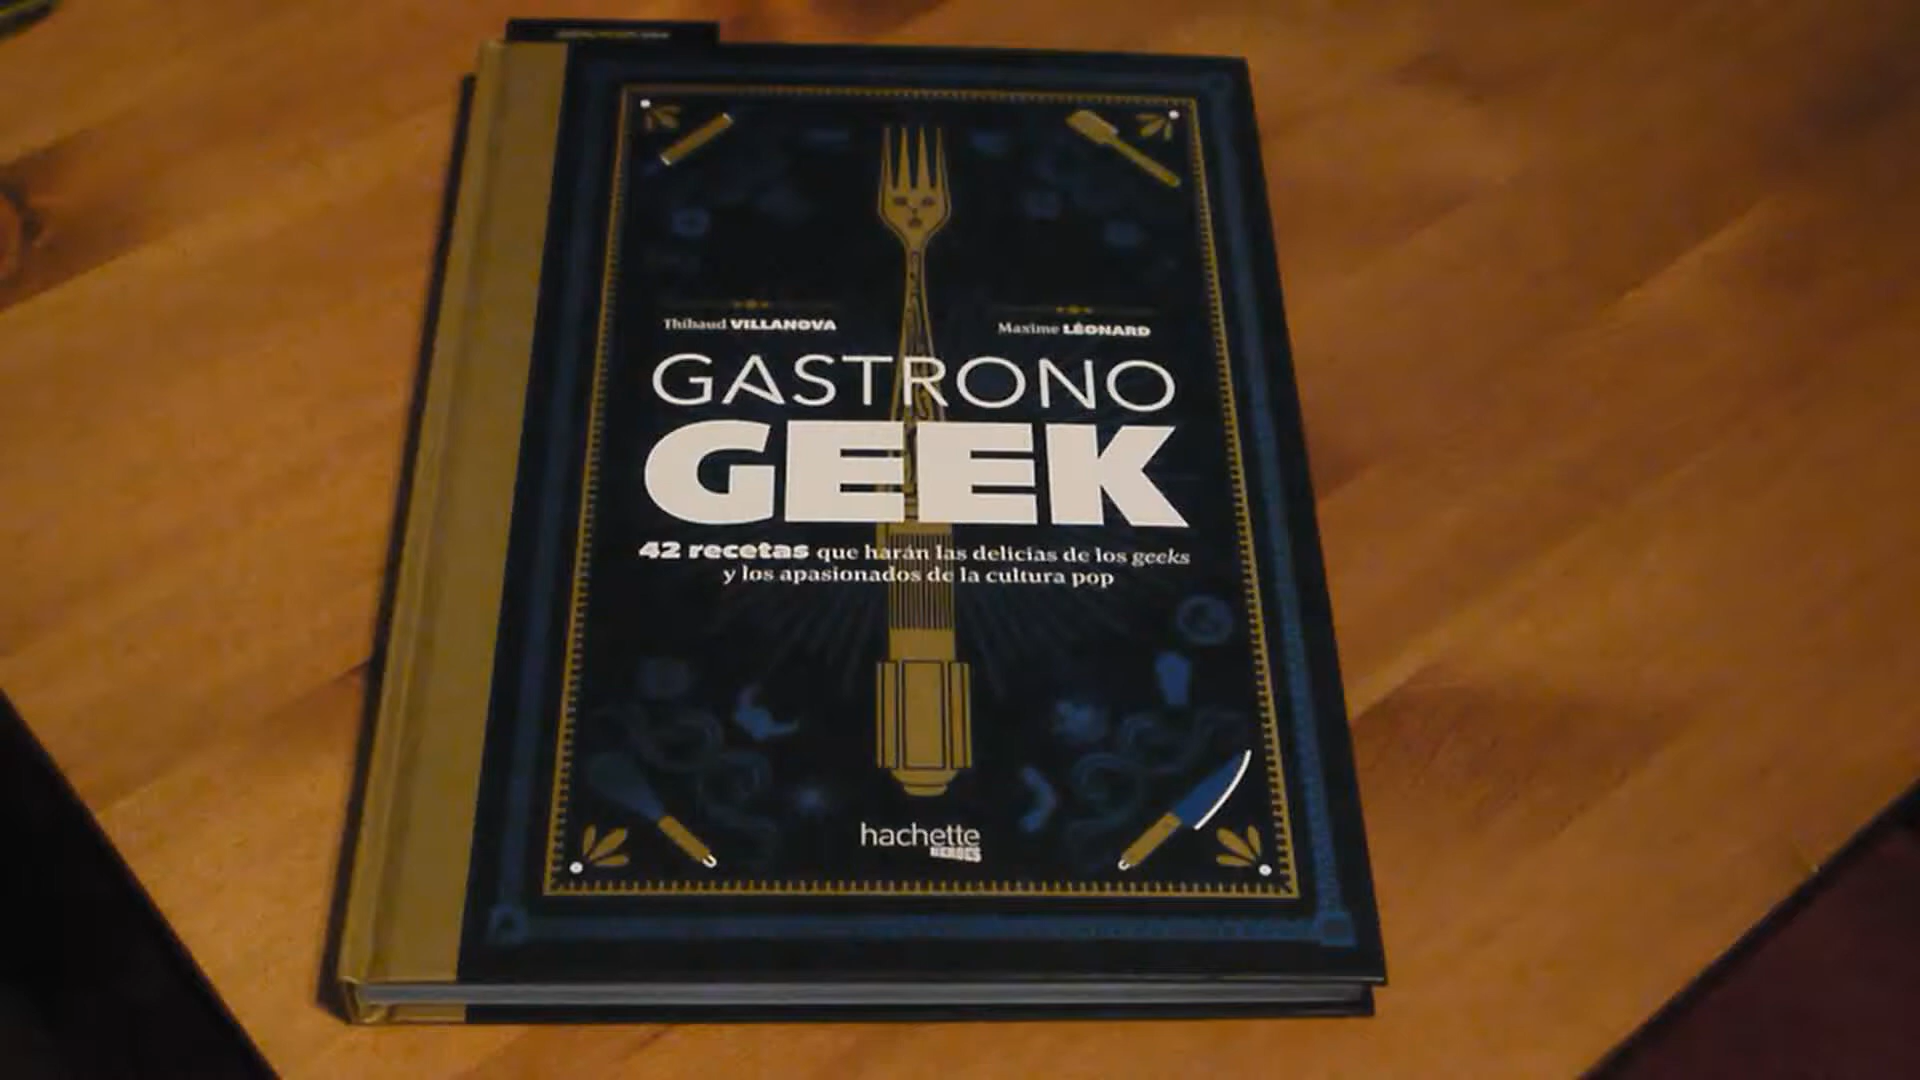 Thibaud VILLANOVA
Maxime LÉONARD
GASTRONO
GEEK
42 recetas que harán las delicias de los geeks
y los apasionados de la cultura pop
hachette
HEROES